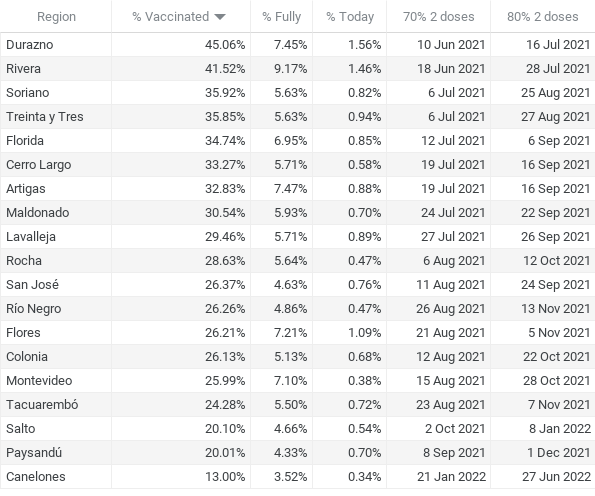 Region % Vaccinated % Fully % Today 70% 2 doses 80% 2 doses
Durazno 45.06% 7.45% 1.56% 10 Jun 2021 16 Jul 2021
Rivera 41.52% 9.17% 1.46% 18 Jun 2021 28 Jul 2021
Soriano 35.92% 5.63% 0.82% 6 Jul 2021 25 Aug 2021
Treinta y Tres 35.85% 5.63% 0.94% 6 Jul 2021 27 Aug 2021
Florida 34.74% 6.95% 0.85% 12 Jul 2021 6 Sep 2021
Cerro Largo 33.27% 5.71% 0.58% 19 Jul 2021 16 Sep 2021
Artigas 32.83% 7.47% 0.88% 19 Jul 2021 16 Sep 2021
Maldonado 30.54% 5.93% 0.70% 24 Jul 2021 22 Sep 2021
Lavalleja 29.46% 5.71% 0.89% 27 Jul 2021 26 Sep 2021
Rocha 28.63% 5.64% 0.47% 6 Aug 2021 12 Oct 2021
San José 26.37% 4.63% 0.76% 11 Aug 2021 24 Sep 2021
Río Negro 26.26% 4.86% 0.47% 26 Aug 2021 13 Nov 2021
Flores 26.21% 7.21% 1.09% 21 Aug 2021 5 Nov 2021
Colonia 26.13% 5.13% 0.68% 12 Aug 2021 22 Oct 2021
Montevideo 25.99% 7.10% 0.38% 15 Aug 2021 28 Oct 2021
Tacuarembó 24.28% 5.50% 0.72% 23 Aug 2021 7 Nov 2021
Salto 20.10% 4.66% 0.54% 2 Oct 2021 8 Jan 2022
Paysandú 20.01% 4.33% 0.70% 8 Sep 2021 1 Dec 2021
Canelones 13.00% 3.52% 0.34% 21 Jan 2022 27 Jun 2022